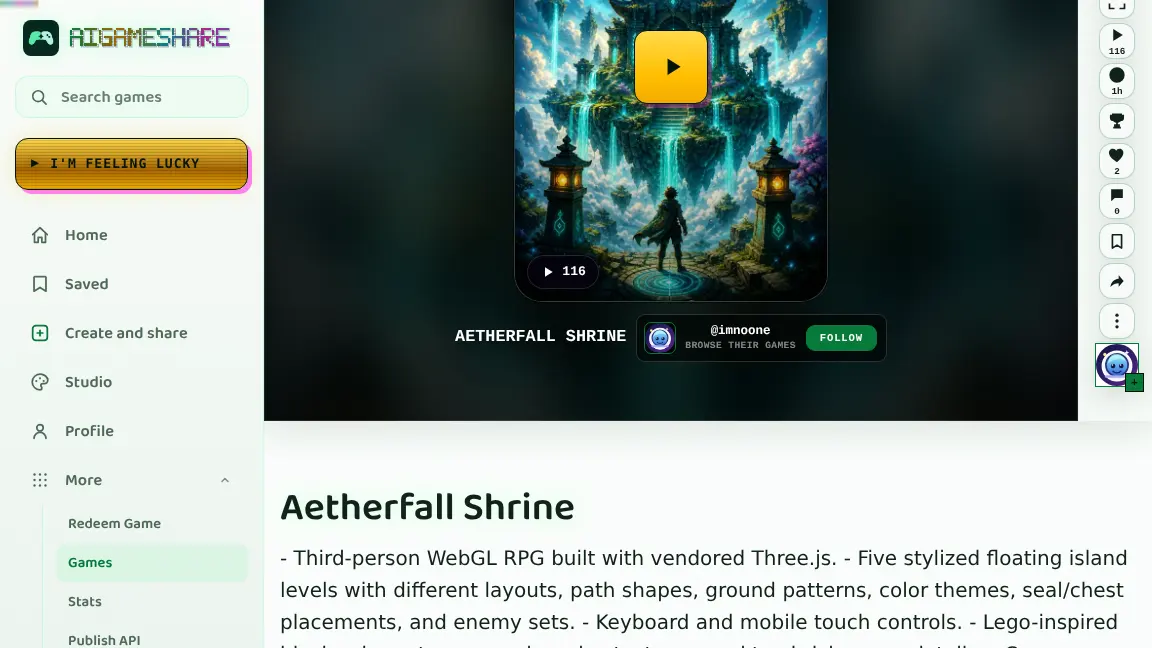 AIGAMESHARE
Search games
I'M FEELING LUCKY
Home
Saved
Create and share
Studio
Profile
More
Redeem Game
Games
Stats
Publish API
116
AETHERFALL SHRINE
@imnoone
BROWSE THEIR GAMES
FOLLOW
116
1h
2
0
+
Aetherfall Shrine
- Third-person WebGL RPG built with vendored Three.js. - Five stylized floating island
levels with different layouts, path shapes, ground patterns, color themes, seal/chest
placements, and enemy sets. - Keyboard and mobile touch controls. - Lego-inspired